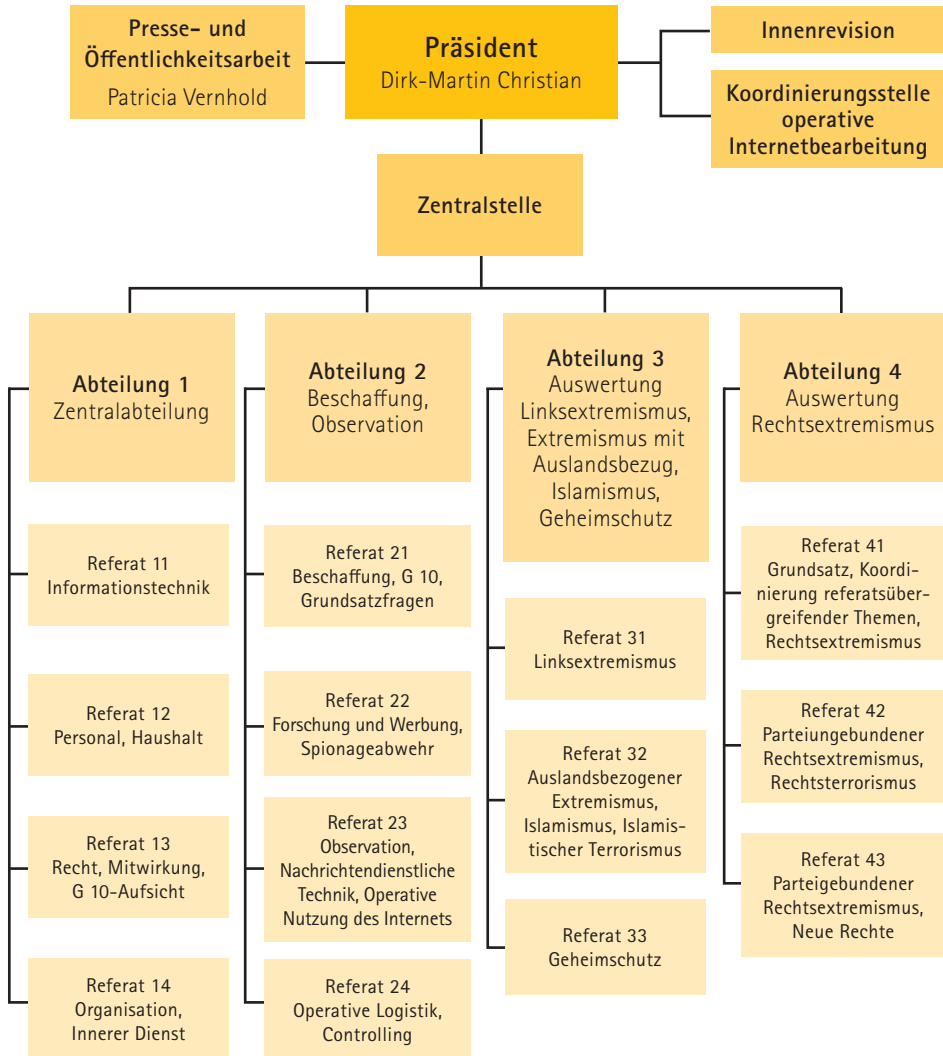 Presse- und
Öffentlichkeitsarbeit
Patricia Vernhold
Präsident
Dirk-Martin Christian
Innenrevision
Koordinierungsstelle
operative
Internetbearbeitung
Zentralstelle
Abteilung 1
Zentralabteilung
Referat 11
Informationstechnik
Referat 12
Personal, Haushalt
Referat 13
Recht, Mitwirkung,
G 10-Aufsicht
Referat 14
Organisation,
Innerer Dienst
Abteilung 2
Beschaffung,
Observation
Referat 21
Beschaffung, G 10,
Grundsatzfragen
Referat 22
Forschung und Werbung,
Spionageabwehr
Referat 23
Observation,
Nachrichtendienstliche
Technik, Operative
Nutzung des Internets
Referat 24
Operative Logistik,
Controlling
Abteilung 3
Auswertung
Linksextremismus,
Extremismus mit
Auslandsbezug,
Islamismus,
Geheimschutz
Referat 31
Linksextremismus
Referat 32
Auslandsbezogener
Extremismus,
Islamismus, Islamis-
tischer Terrorismus
Referat 33
Geheimschutz
Abteilung 4
Auswertung
Rechtsextremismus
Referat 41
Grundsatz, Koordi-
nierung referatsüber-
greifender Themen,
Rechtsextremismus
Referat 42
Parteiungebundener
Rechtsextremismus,
Rechtsterrorismus
Referat 43
Parteigebundener
Rechtsextremismus,
Neue Rechte